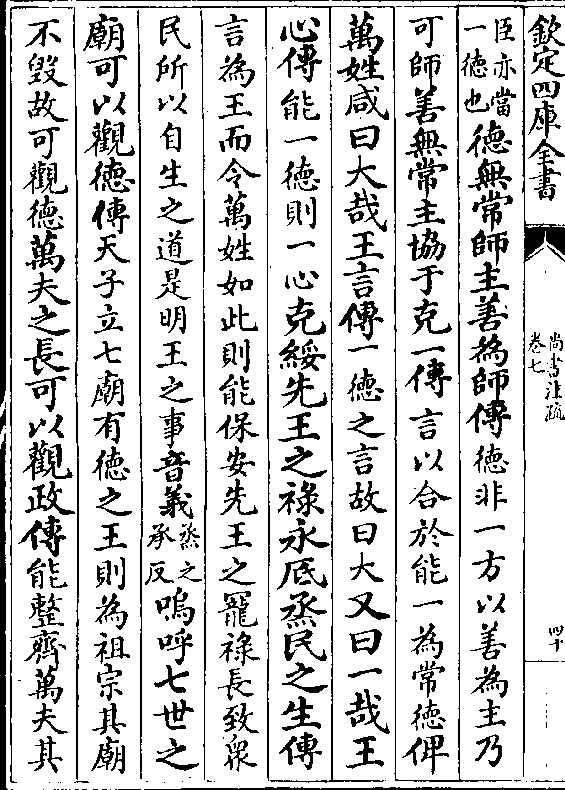 欽定四庫全書
尚書注疏
卷七
四十
臣亦當
一德也德無常師主善為師傳德非一方以善為主乃
可師善無常主協于克一傳言以合於能一為常德俾
萬姓咸曰大哉王言傳一德之言故曰大又曰一哉王
心傳能一德則一心克綏先王之祿永厎烝民之生傳
言為王而令萬姓如此則能保安先王之寵祿長致衆
民所以自生之道是明王之事音義烝之
承反嗚呼七世之
廟可以觀德傳天子立七廟有德之王則為祖宗其廟
不毀故可觀德萬夫之長可以觀政傳能整齊萬夫其